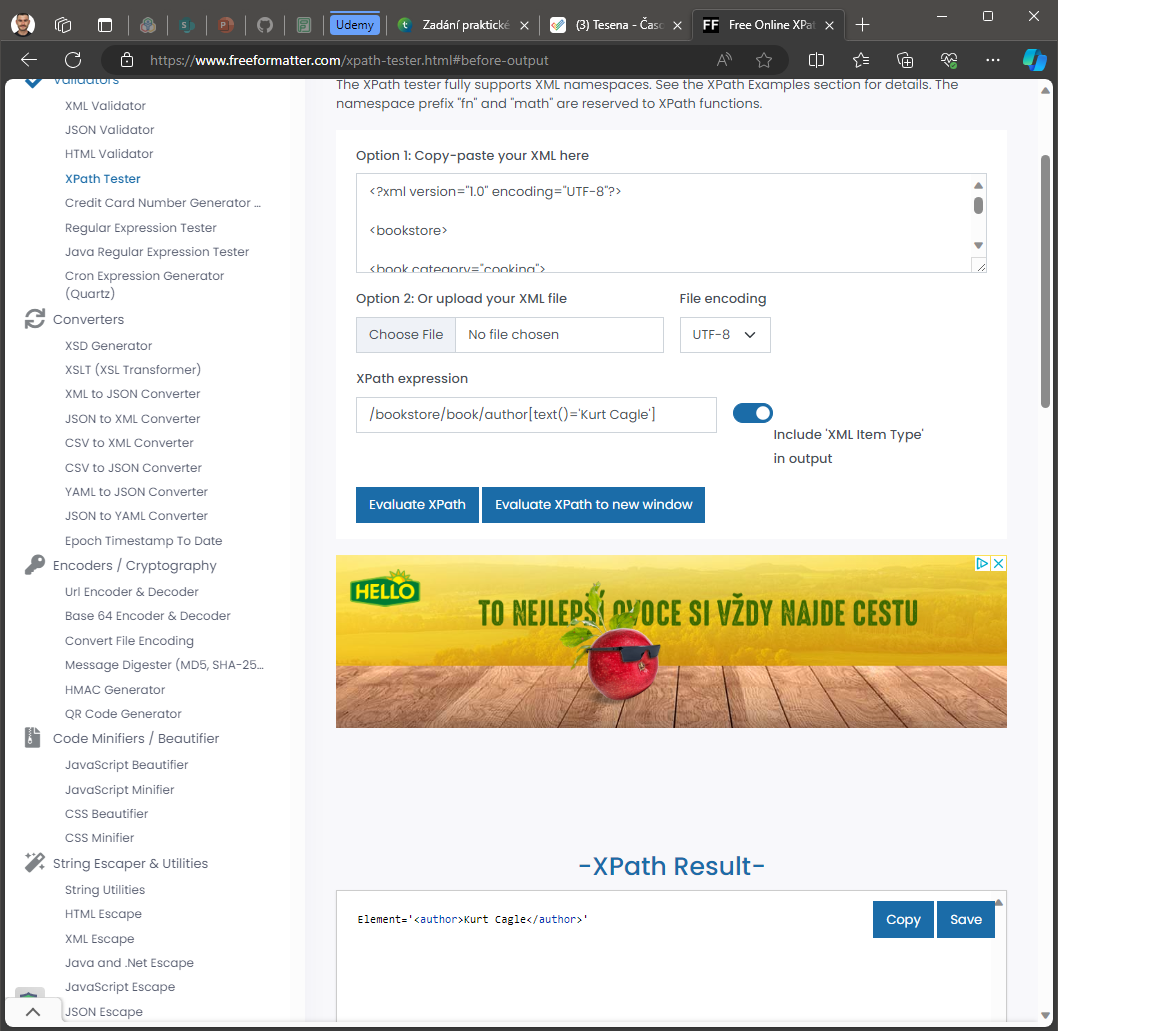 Udemy
Zadání praktické
(3) Tesena - Časo
FF
Free Online XPat
https://www.freeformatter.com/xpath-tester.html#before-output
Validators
XML Validator
JSON Validator
HTML Validator
XPath Tester
Credit Card Number Generator ...
Regular Expression Tester
Java Regular Expression Tester
Cron Expression Generator
(Quartz)
Converters
XSD Generator
XSLT (XSL Transformer)
XML to JSON Converter
JSON to XML Converter
CSV to XML Converter
CSV to JSON Converter
YAML to JSON Converter
JSON to YAML Converter
Epoch Timestamp To Date
Encoders / Cryptography
Url Encoder & Decoder
Base 64 Encoder & Decoder
Convert File Encoding
Message Digester (MD5, SHA-25...
HMAC Generator
QR Code Generator
Code Minifiers / Beautifier
JavaScript Beautifier
JavaScript Minifier
CSS Beautifier
CSS Minifier
String Escaper & Utilities
String Utilities
HTML Escape
XML Escape
Java and .Net Escape
JavaScript Escape
JSON Escape
The XPath tester fully supports XML namespaces. See the XPath Examples section for details. The
namespace prefix "fn" and "math" are reserved to XPath functions.
Option 1: Copy-paste your XML here
<?xml version="1.0" encoding="UTF-8"?>
<bookstore>
<book category="cooking">
Option 2: Or upload your XML file
File encoding
Choose File
No file chosen
UTF-8
XPath expression
/bookstore/book/author[text()='Kurt Cagle']
Include 'XML Item Type'
in output
Evaluate XPath
Evaluate XPath to new window
HELLO
TO NEJLEPŠÍ OVOCE SI VŽDY NAJDE CESTU
-XPath Result-
Element='<author>Kurt Cagle</author>'
Copy
Save